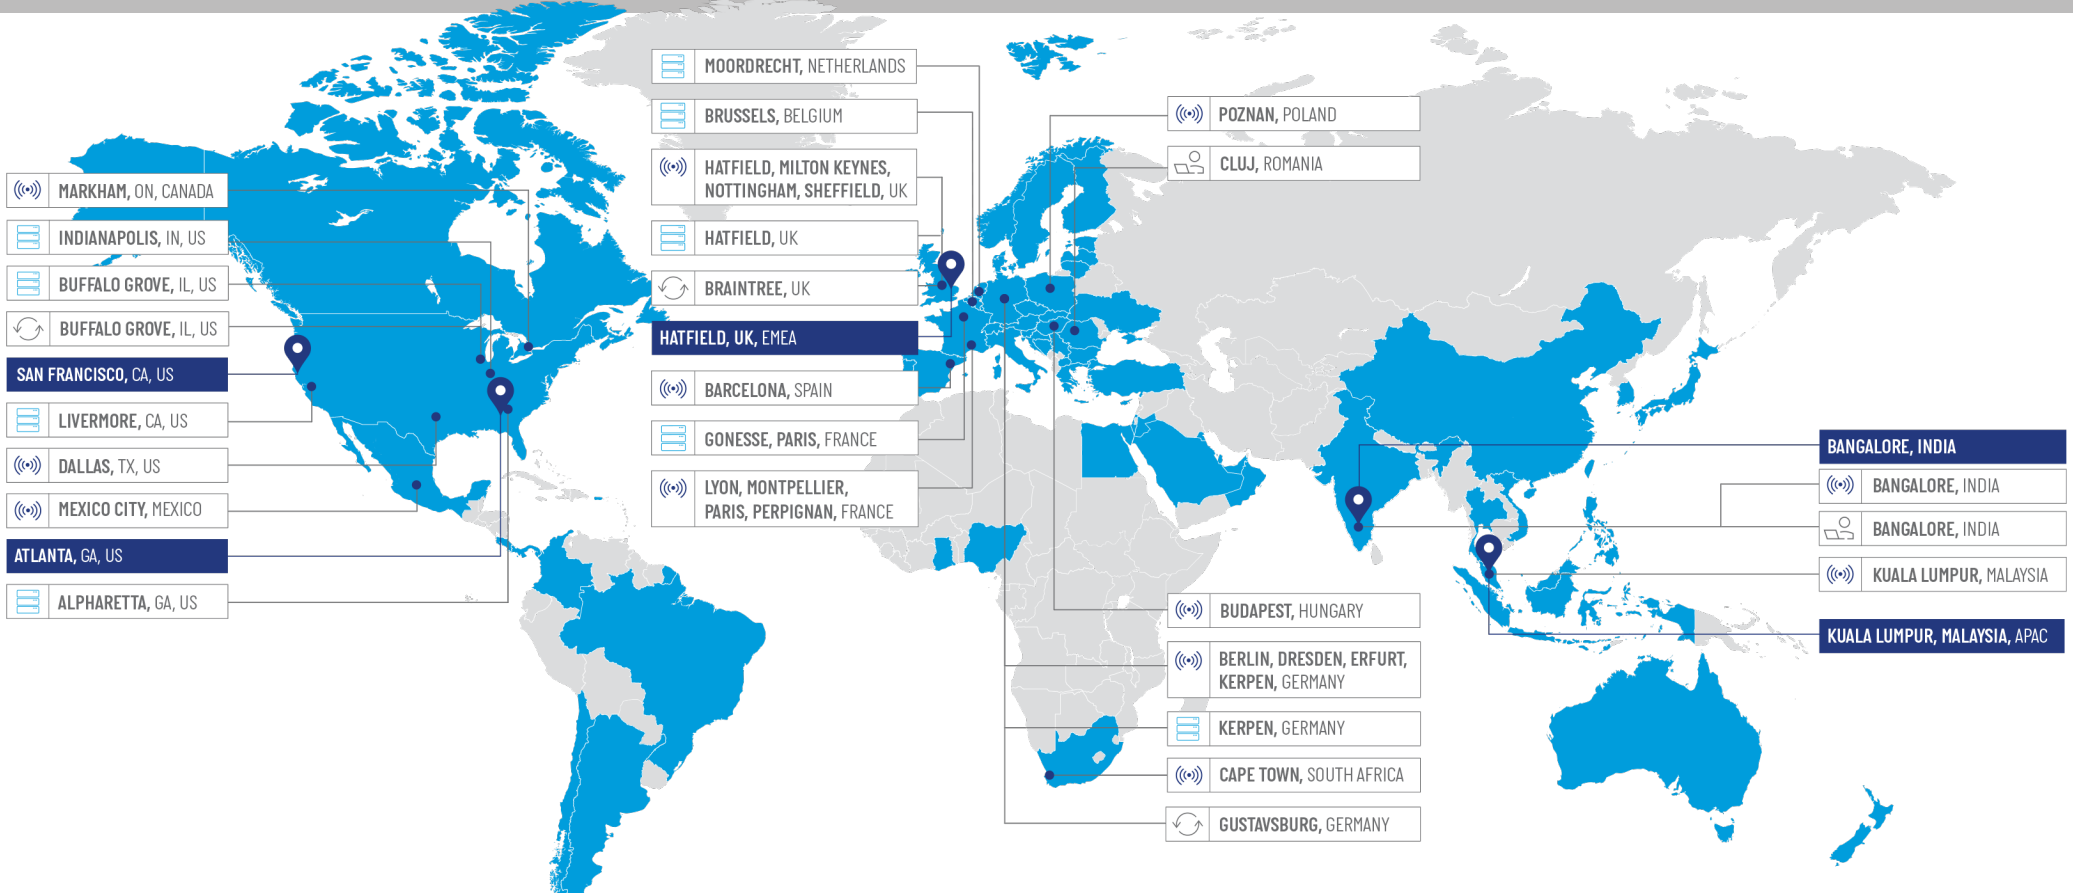 MARKHAM, ON, CANADA
INDIANAPOLIS, IN, US
BUFFALO GROVE, IL, US
BUFFALO GROVE, IL, US
SAN FRANCISCO, CA, US
LIVERMORE, CA, US
DALLAS, TX, US
MEXICO CITY, MEXICO
ATLANTA, GA, US
ALPHARETTA, GA, US
MOORDRECHT, NETHERLANDS
BRUSSELS, BELGIUM
HATFIELD, MILTON KEYNES,
NOTTINGHAM, SHEFFIELD, UK
HATFIELD, UK
BRAINTREE, UK
HATFIELD, UK, EMEA
BARCELONA, SPAIN
GONESSE, PARIS, FRANCE
LYON, MONTPELLIER,
PARIS, PERPIGNAN, FRANCE
POZNAN, POLAND
CLUJ, ROMANIA
BUDAPEST, HUNGARY
BERLIN, DRESDEN, ERFURT,
KERPEN, GERMANY
KERPEN, GERMANY
CAPE TOWN, SOUTH AFRICA
GUSTAVSBURG, GERMANY
BANGALORE, INDIA
BANGALORE, INDIA
BANGALORE, INDIA
KUALA LUMPUR, MALAYSIA
KUALA LUMPUR, MALAYSIA, APAC